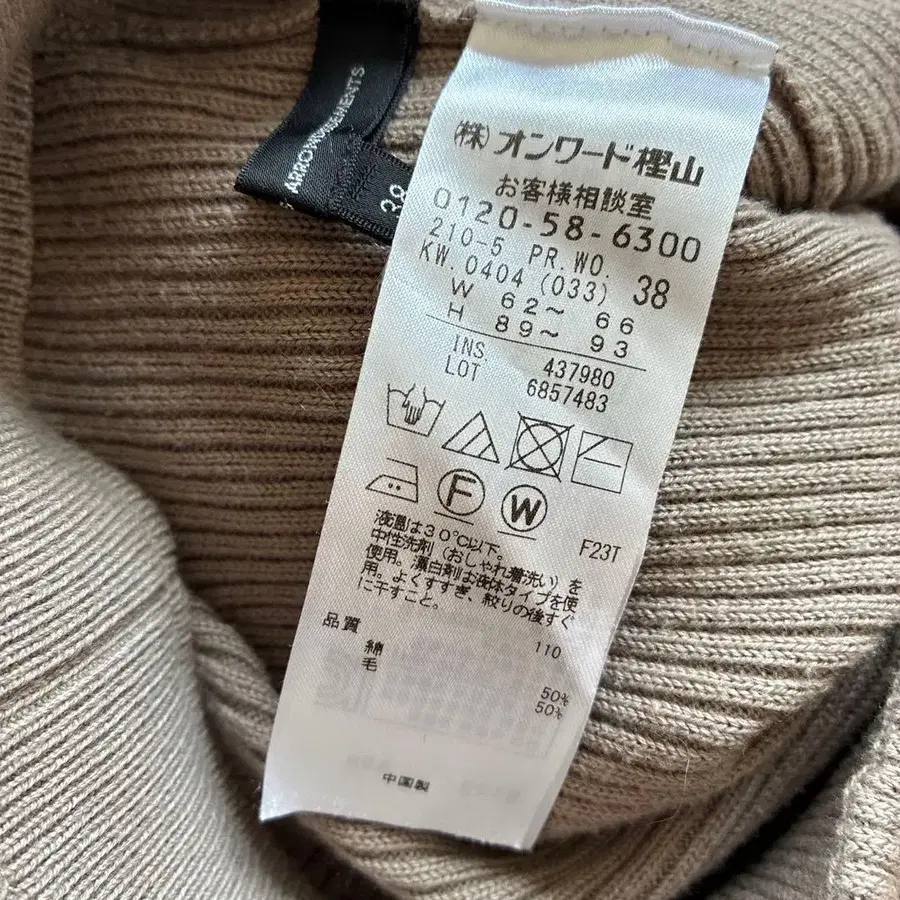 ARRONDISSEMENTS
38
(株)オンワード樫山
お客様相談室
0120-58-6300
210-5 PR.WO.
KW.0404 (033) 38
W 62〜 66
H 89〜 93
INS. 437980
LOT 6857483
F
W
F23T
液温は30℃以下。
中性洗剤(おしゃれ着洗い)を
使用。漂白剤は液体タイプを使
用。よくすすぎ、絞りの後すぐ
に干すこと。
品質
110
綿 50%
毛 50%
中国製